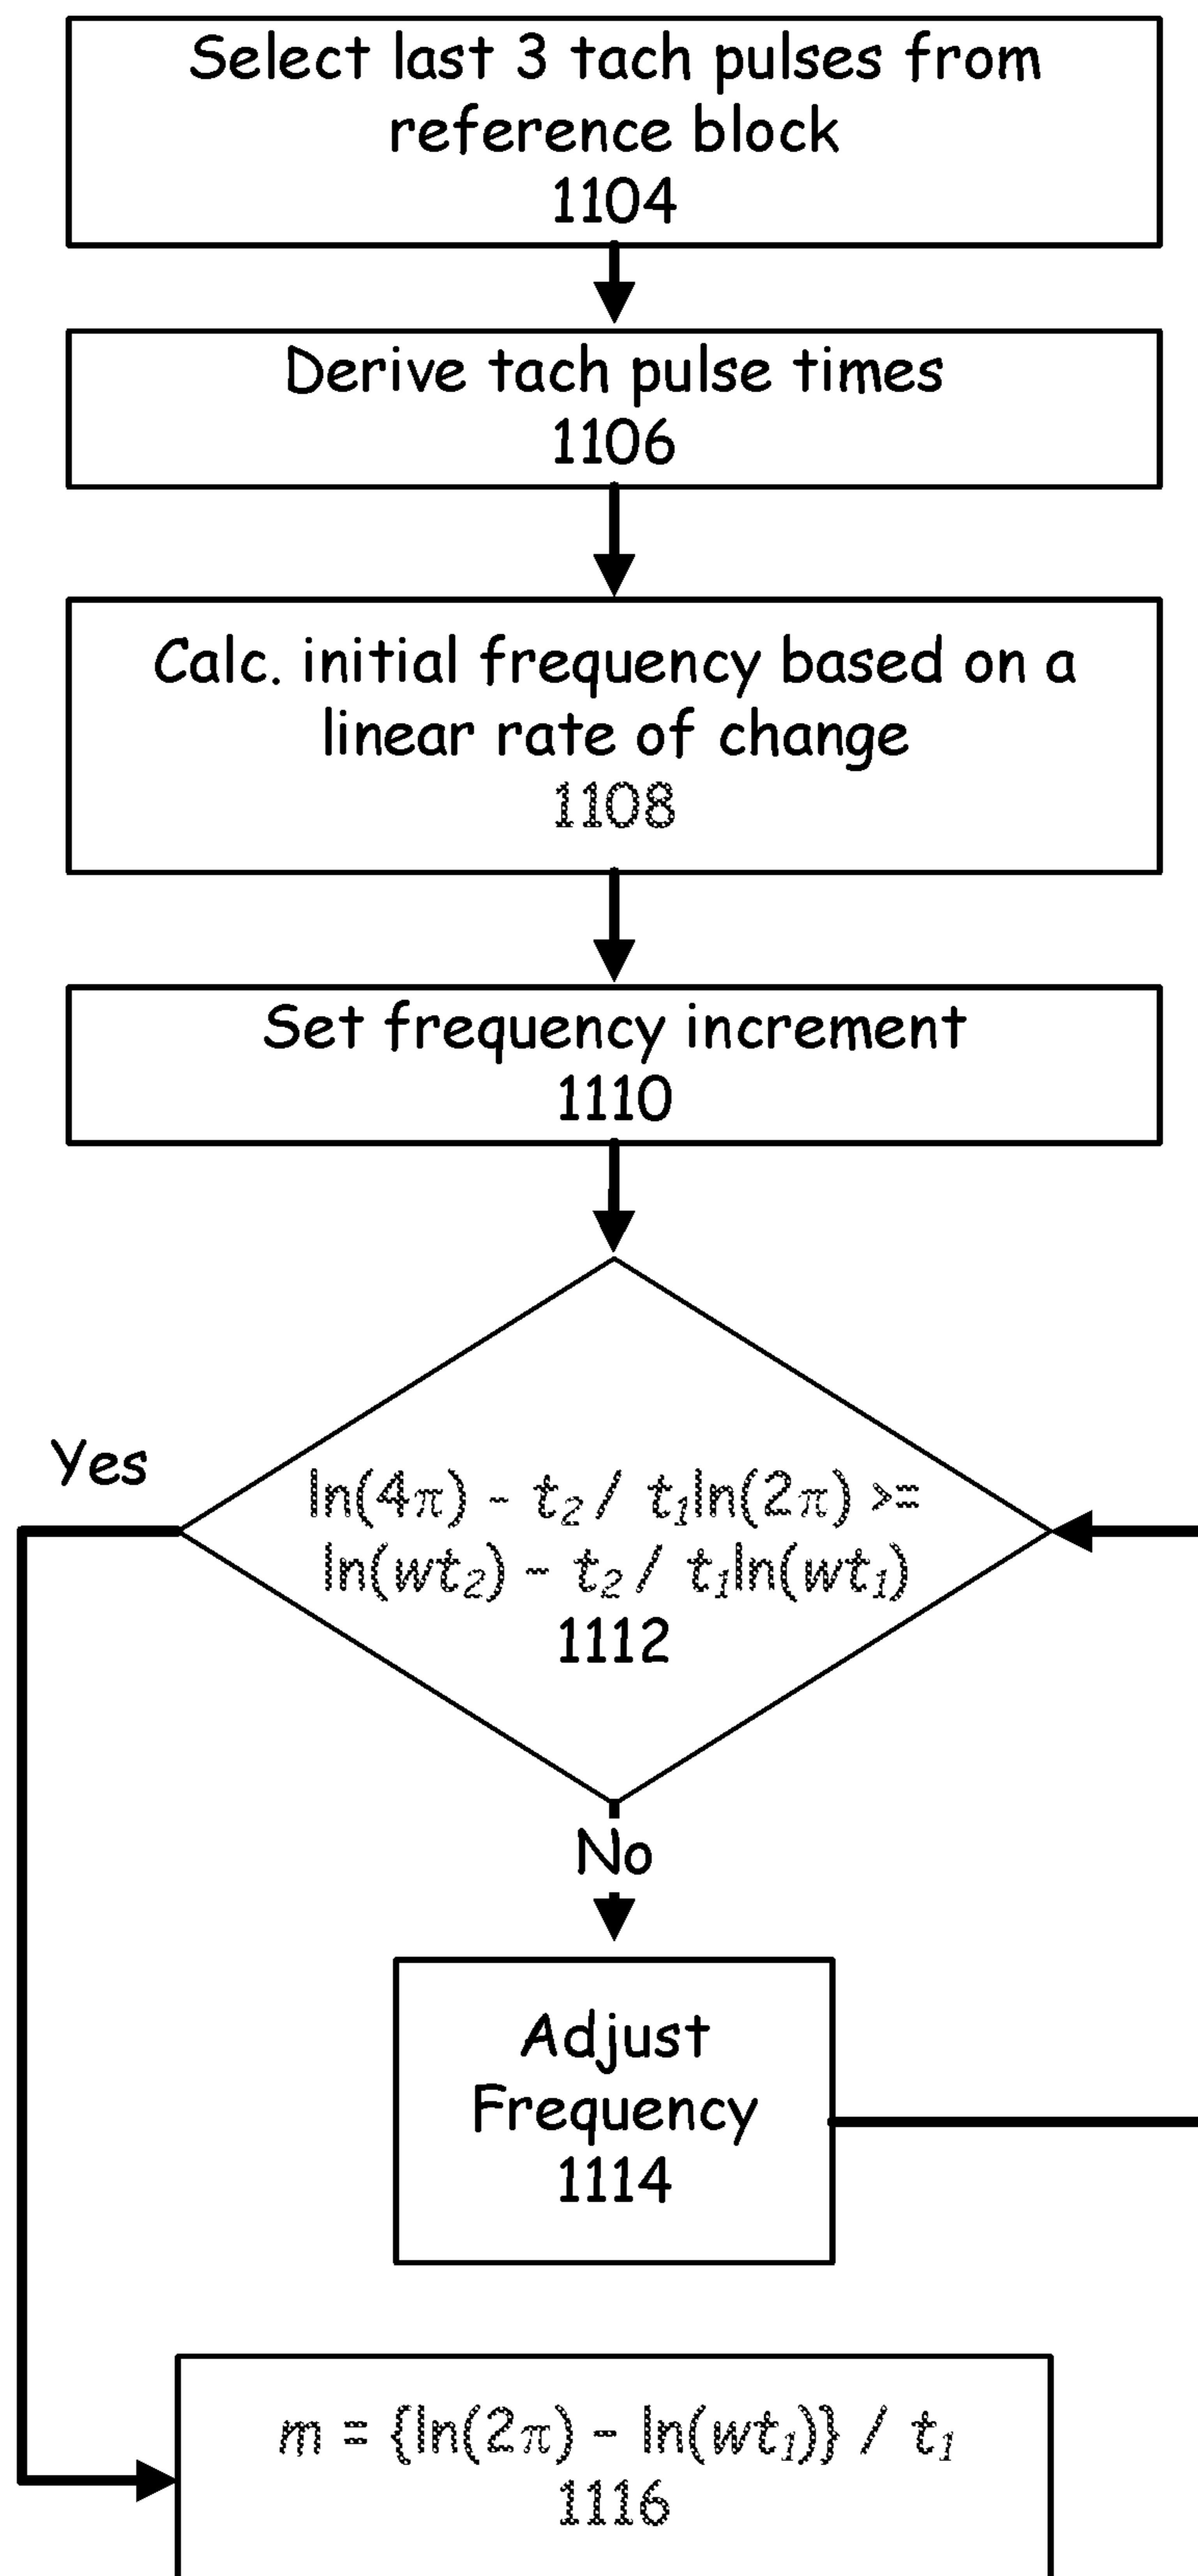 Select last 3 tach pulses from
reference block
1104
Derive tach pulse times
1106
Calc. initial frequency based on a
linear rate of change
1108
Set frequency increment
1110
Yes
ln(4π) - t₂ / t₁ln(2π) >=
ln(wt₂) - t₂ / t₁ln(wt₁)
1112
No
Adjust
Frequency
1114
m = {ln(2π) - ln(wt₁)} / t₁
1116